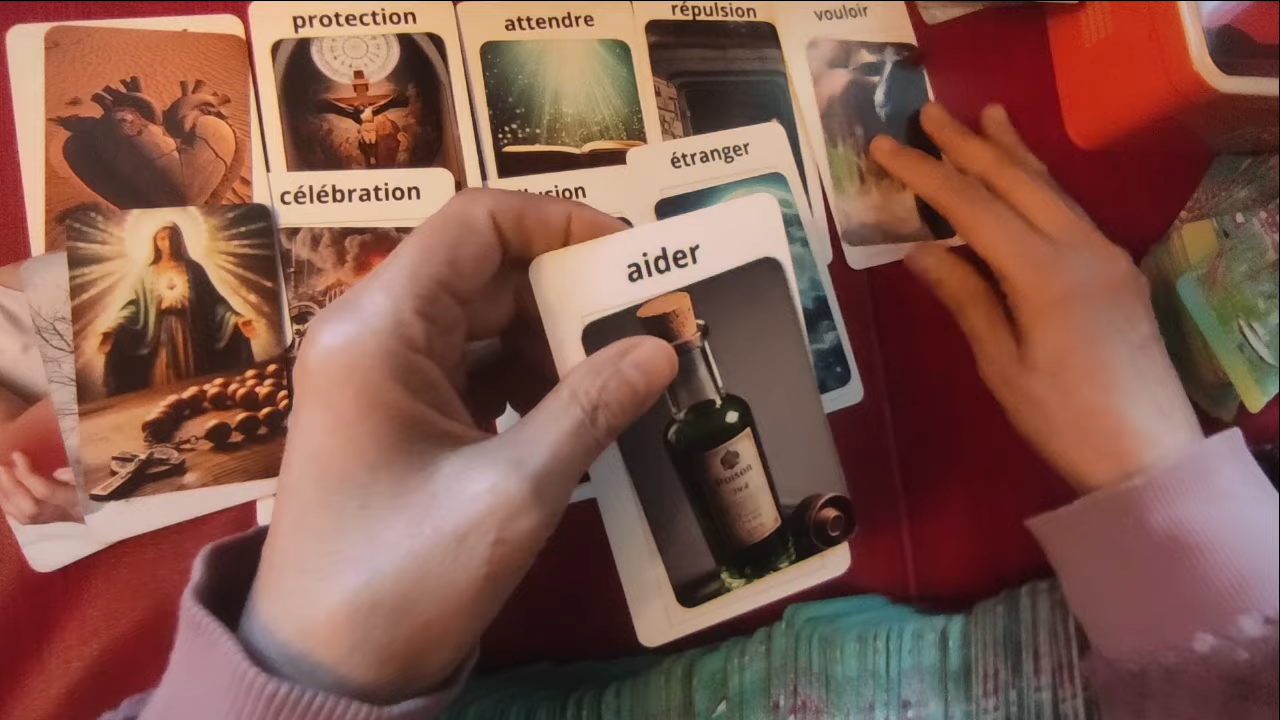 protection
attendre
répulsion
vouloir
célébration
étranger
aider